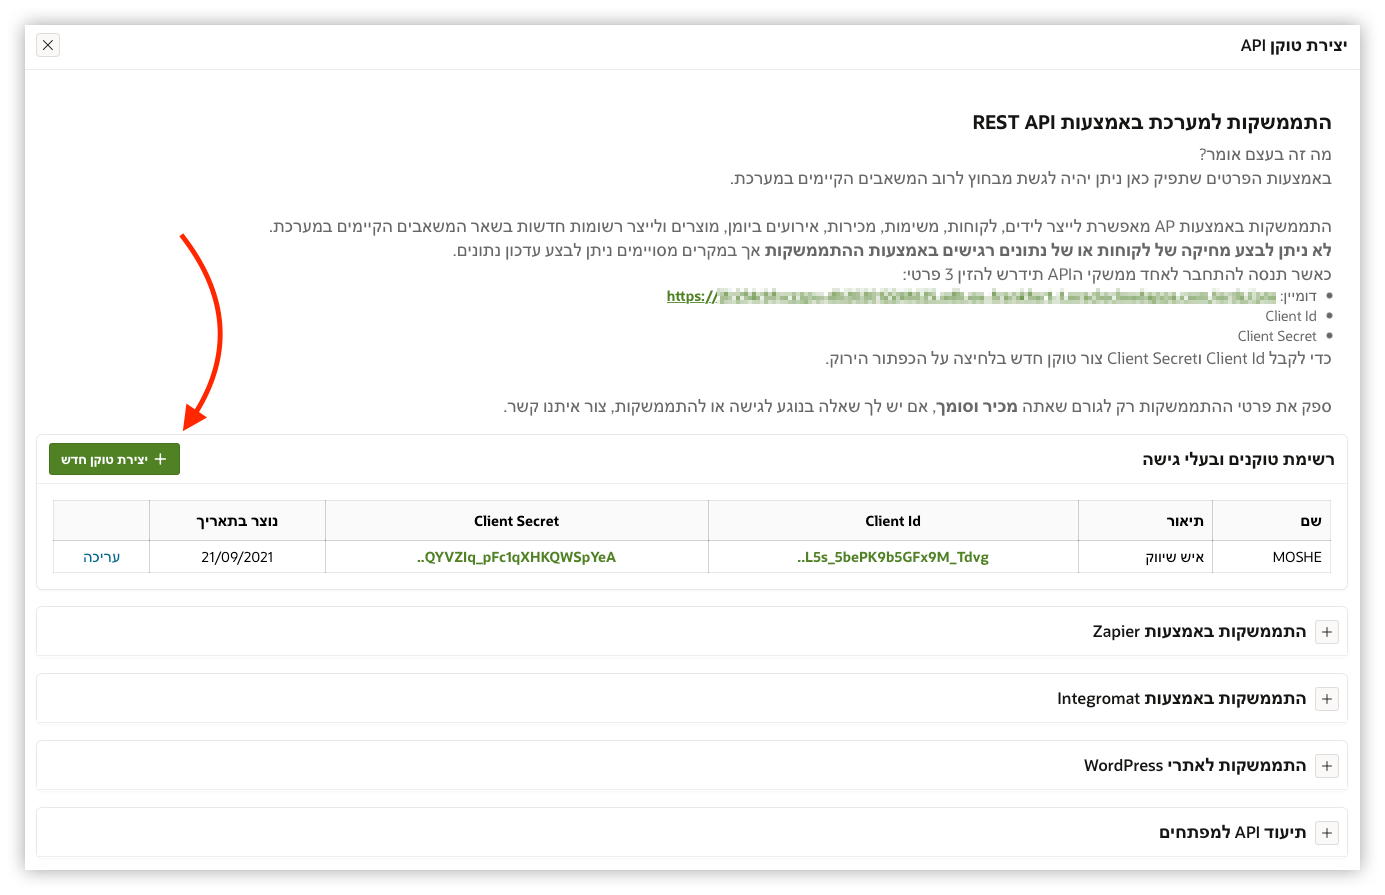 יצירת טוקן API
התממשקות למערכת באמצעות REST API
מה זה בעצם אומר?
באמצעות הפרטים שתפיק כאן ניתן יהיה לגשת מבחוץ לרוב המשאבים הקיימים במערכת.
התממשקות באמצעות AP מאפשרת לייצר לידים, לקוחות, משימות, מכירות, אירועים ביומן, מוצרים ולייצר רשומות חדשות בשאר המשאבים הקיימים במערכת.
לא ניתן לבצע מחיקה של לקוחות או של נתונים רגישים באמצעות ההתממשקות אך במקרים מסויימים ניתן לבצע עדכון נתונים.
כאשר תנסה להתחבר לאחד ממשקי הAPI תידרש להזין 3 פרטי:
דומיין: https://
Client Id
Client Secret
כדי לקבל Client Id וClient Secret צור טוקן חדש בלחיצה על הכפתור הירוק.
ספק את פרטי ההתממשקות רק לגורם שאתה מכיר וסומך, אם יש לך שאלה בנוגע לגישה או להתממשקות, צור איתנו קשר.
רשימת טוקנים ובעלי גישה
יצירת טוקן חדש
שם תיאור Client Id Client Secret נוצר בתאריך
MOSHE איש שיווק L5s_5bePK9b5GFx9M_Tdvg.. QYVZIq_pFc1qXHKQWSpYeA.. 21/09/2021 עריכה
התממשקות באמצעות Zapier
התממשקות באמצעות Integromat
התממשקות לאתרי WordPress
תיעוד API למפתחים